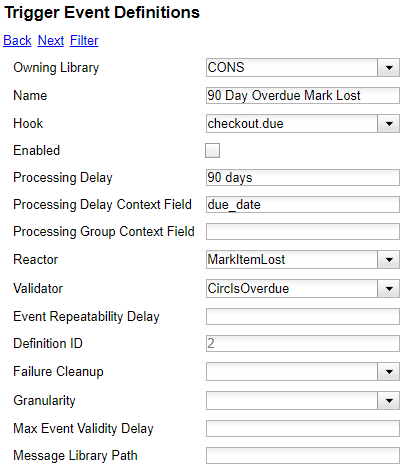 Trigger Event Definitions
Back Next Filter
Owning Library CONS
Name 90 Day Overdue Mark Lost
Hook checkout.due
Enabled
Processing Delay 90 days
Processing Delay Context Field due_date
Processing Group Context Field
Reactor MarkItemLost
Validator CircIsOverdue
Event Repeatability Delay
Definition ID 2
Failure Cleanup
Granularity
Max Event Validity Delay
Message Library Path